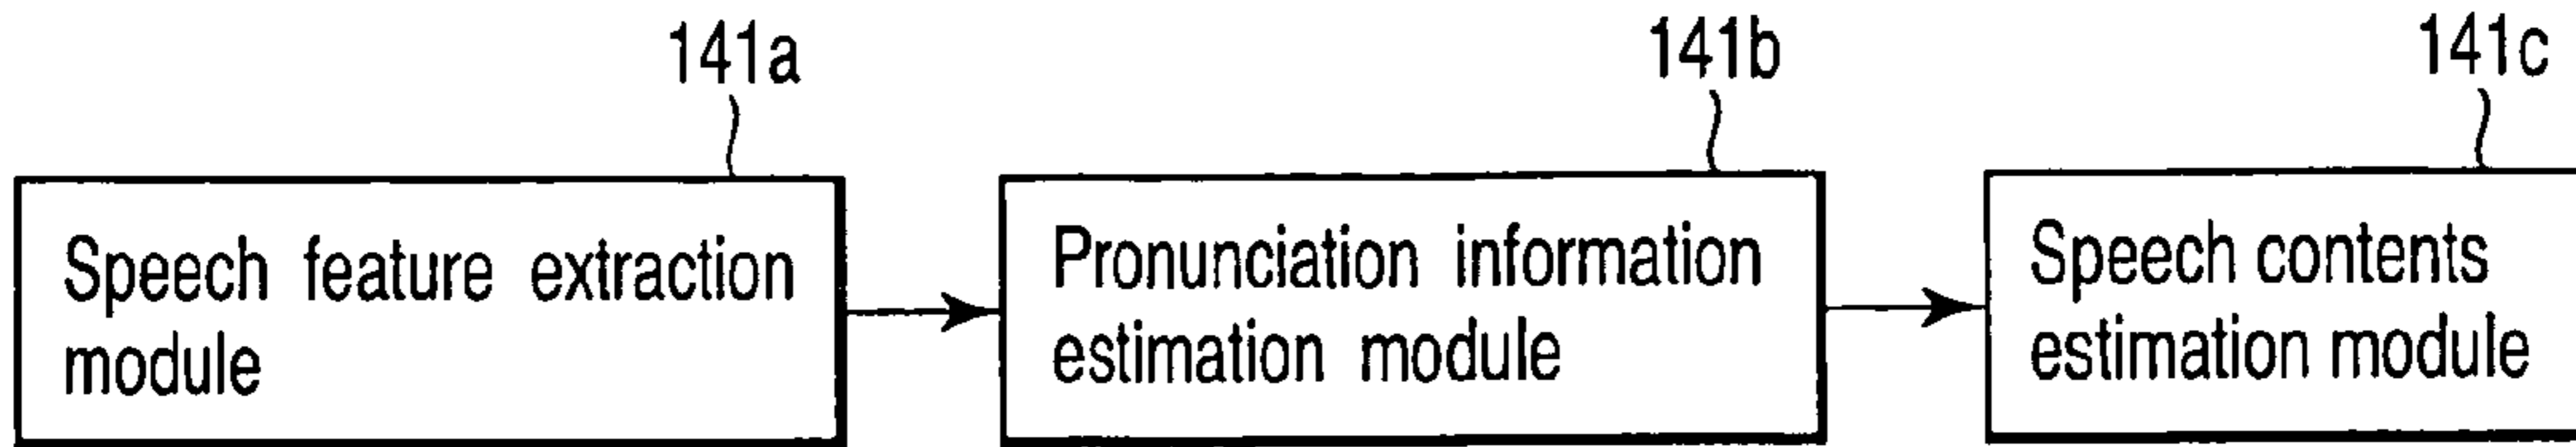 141a
141b
141c
Speech feature extraction
module
Pronunciation information
estimation module
Speech contents
estimation module